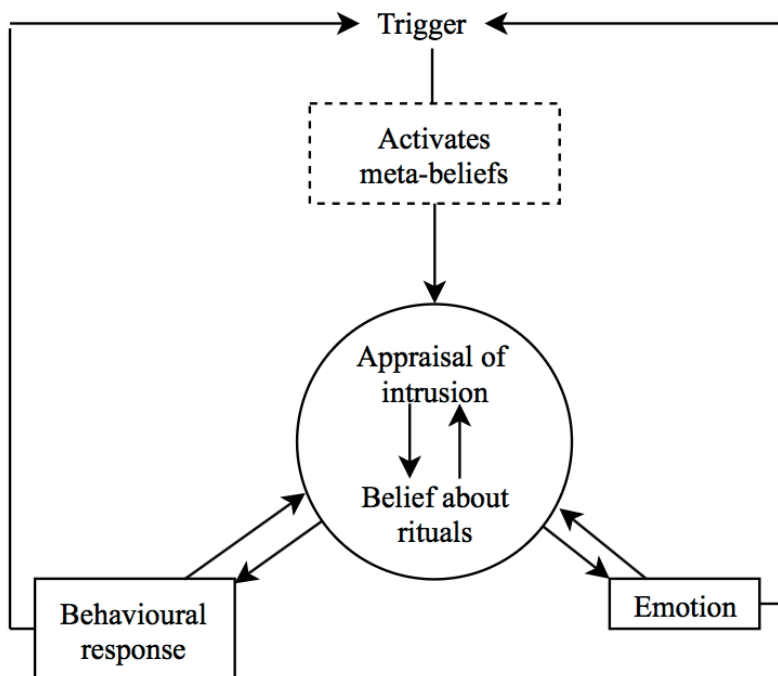 Trigger
Activates
meta-beliefs
Appraisal of
intrusion
Belief about
rituals
Behavioural
response
Emotion